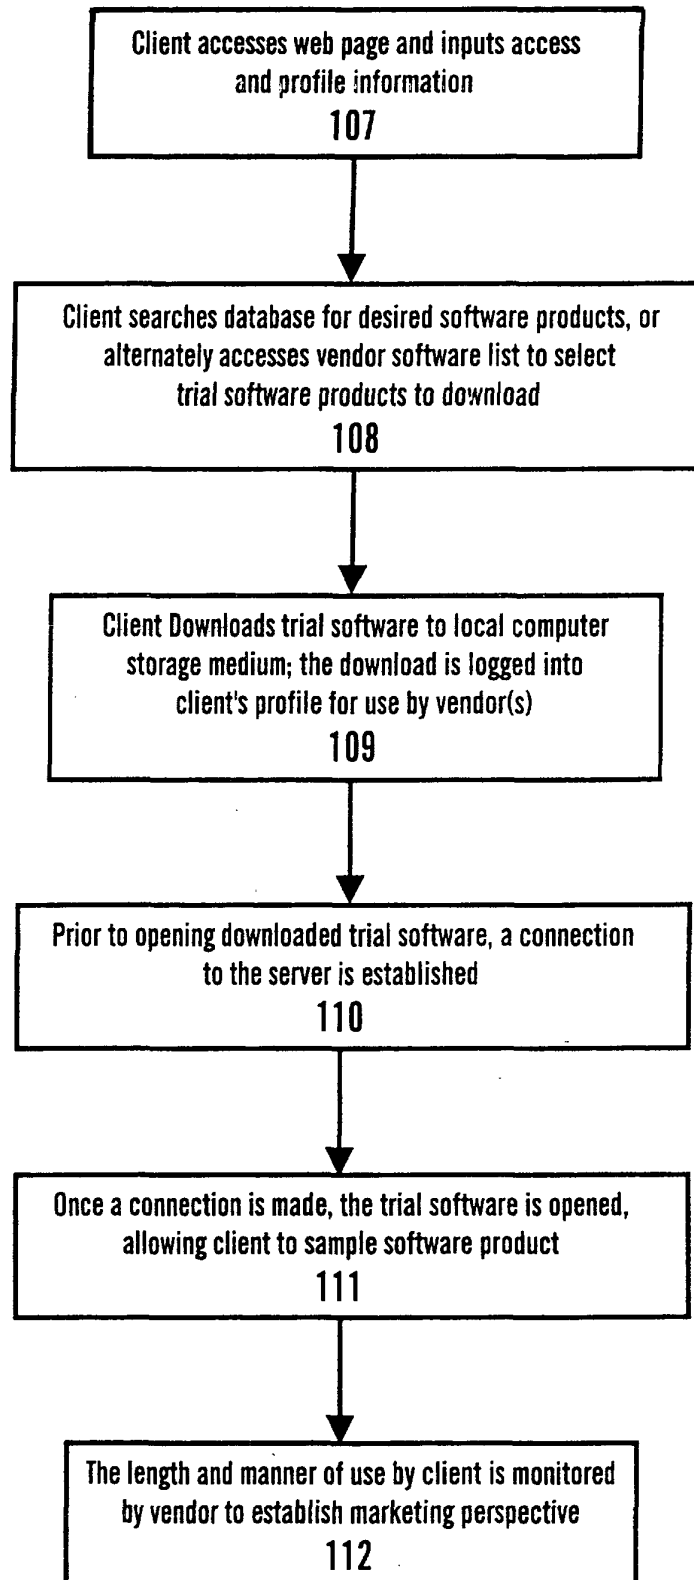 Client accesses web page and inputs access
and profile information
107
Client searches database for desired software products, or
alternately accesses vendor software list to select
trial software products to download
108
Client Downloads trial software to local computer
storage medium; the download is logged into
client's profile for use by vendor(s)
109
Prior to opening downloaded trial software, a connection
to the server is established
110
Once a connection is made, the trial software is opened,
allowing client to sample software product
111
The length and manner of use by client is monitored
by vendor to establish marketing perspective
112